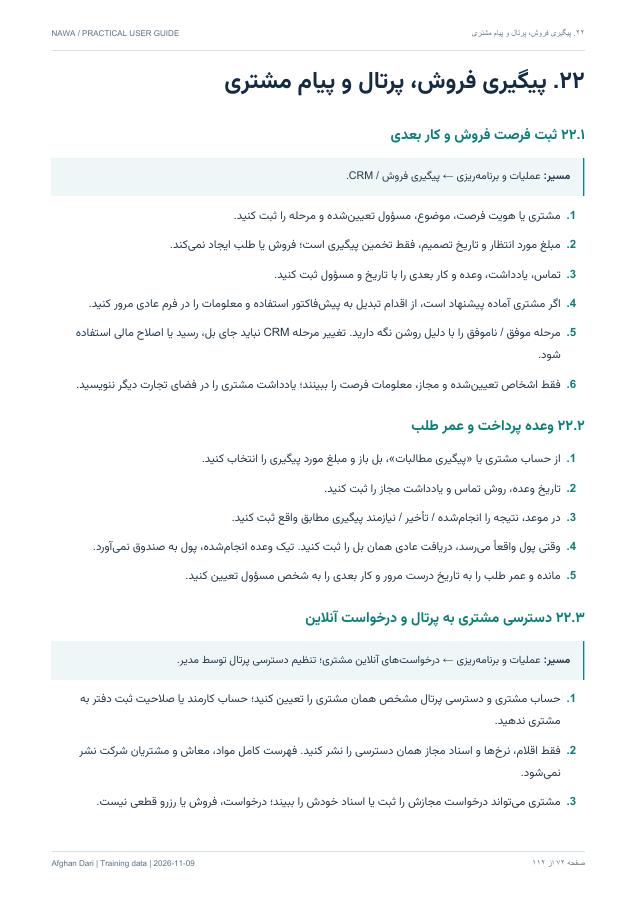 NAWA / PRACTICAL USER GUIDE
۲۲. پیگیری فروش، پرتال و پیام مشتری
۲۲. پیگیری فروش، پرتال و پیام مشتری
۲۲.۱ ثبت فرصت فروش و کار بعدی
مسیر: عملیات و برنامه‌ریزی ← پیگیری فروش / CRM.
1. مشتری یا هویت فرصت، موضوع، مسؤول تعیین‌شده و مرحله را ثبت کنید.
2. مبلغ مورد انتظار و تاریخ تصمیم، فقط تخمین پیگیری است؛ فروش یا طلب ایجاد نمی‌کند.
3. تماس، یادداشت، وعده و کار بعدی را با تاریخ و مسؤول ثبت کنید.
4. اگر مشتری آماده پیشنهاد است، از اقدام تبدیل به پیش‌فاکتور استفاده و معلومات را در فرم عادی مرور کنید.
5. مرحله موفق / ناموفق را با دلیل روشن نگه دارید. تغییر مرحله CRM نباید جای بل، رسید یا اصلاح مالی استفاده
شود.
6. فقط اشخاص تعیین‌شده و مجاز، معلومات فرصت را ببینند؛ یادداشت مشتری را در فضای تجارت دیگر ننویسید.
۲۲.۲ وعده پرداخت و عمر طلب
1. از حساب مشتری یا «پیگیری مطالبات»، بل باز و مبلغ مورد پیگیری را انتخاب کنید.
2. تاریخ وعده، روش تماس و یادداشت مجاز را ثبت کنید.
3. در موعد، نتیجه را انجام‌شده / تأخیر / نیازمند پیگیری مطابق واقع ثبت کنید.
4. وقتی پول واقعاً می‌رسد، دریافت عادی همان بل را ثبت کنید. تیک وعده انجام‌شده، پول به صندوق نمی‌آورد.
5. مانده و عمر طلب را به تاریخ درست مرور و کار بعدی را به شخص مسؤول تعیین کنید.
۲۲.۳ دسترسی مشتری به پرتال و درخواست آنلاین
مسیر: عملیات و برنامه‌ریزی ← درخواست‌های آنلاین مشتری؛ تنظیم دسترسی پرتال توسط مدیر.
1. حساب مشتری و دسترسی پرتال مشخص همان مشتری را تعیین کنید؛ حساب کارمند یا صلاحیت ثبت دفتر به
مشتری ندهید.
2. فقط اقلام، نرخ‌ها و اسناد مجاز همان دسترسی را نشر کنید. فهرست کامل مواد، معاش و مشتریان شرکت نشر
نمی‌شود.
3. مشتری می‌تواند درخواست مجازش را ثبت یا اسناد خودش را ببیند؛ درخواست، فروش یا رزرو قطعی نیست.
Afghan Dari | Training data | 2026-11-09
صفحه ۷۲ از ۱۱۲